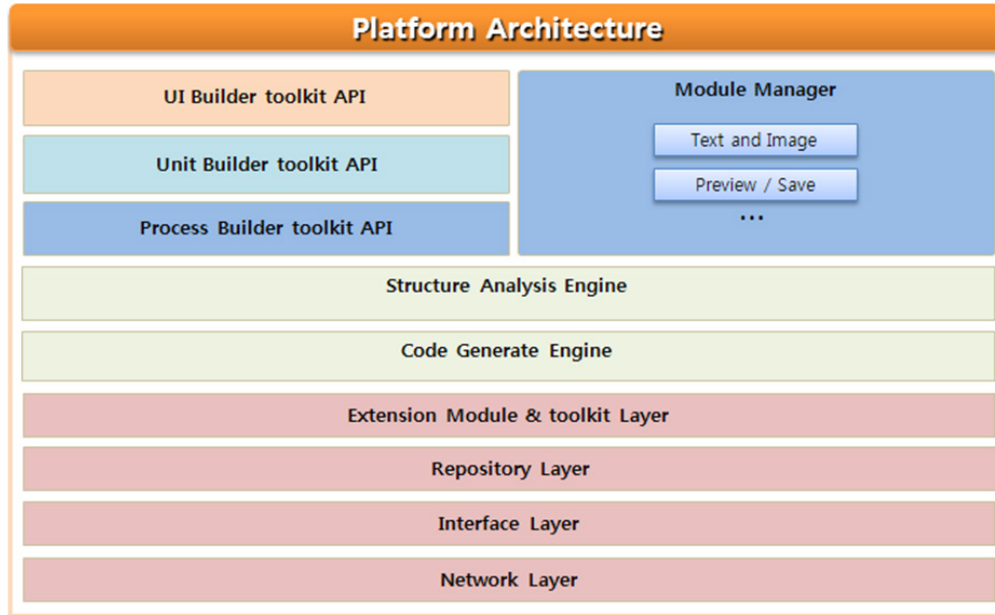 Platform Architecture
UI Builder toolkit API
Unit Builder toolkit API
Process Builder toolkit API
Module Manager
Text and Image
Preview / Save
...
Structure Analysis Engine
Code Generate Engine
Extension Module & toolkit Layer
Repository Layer
Interface Layer
Network Layer